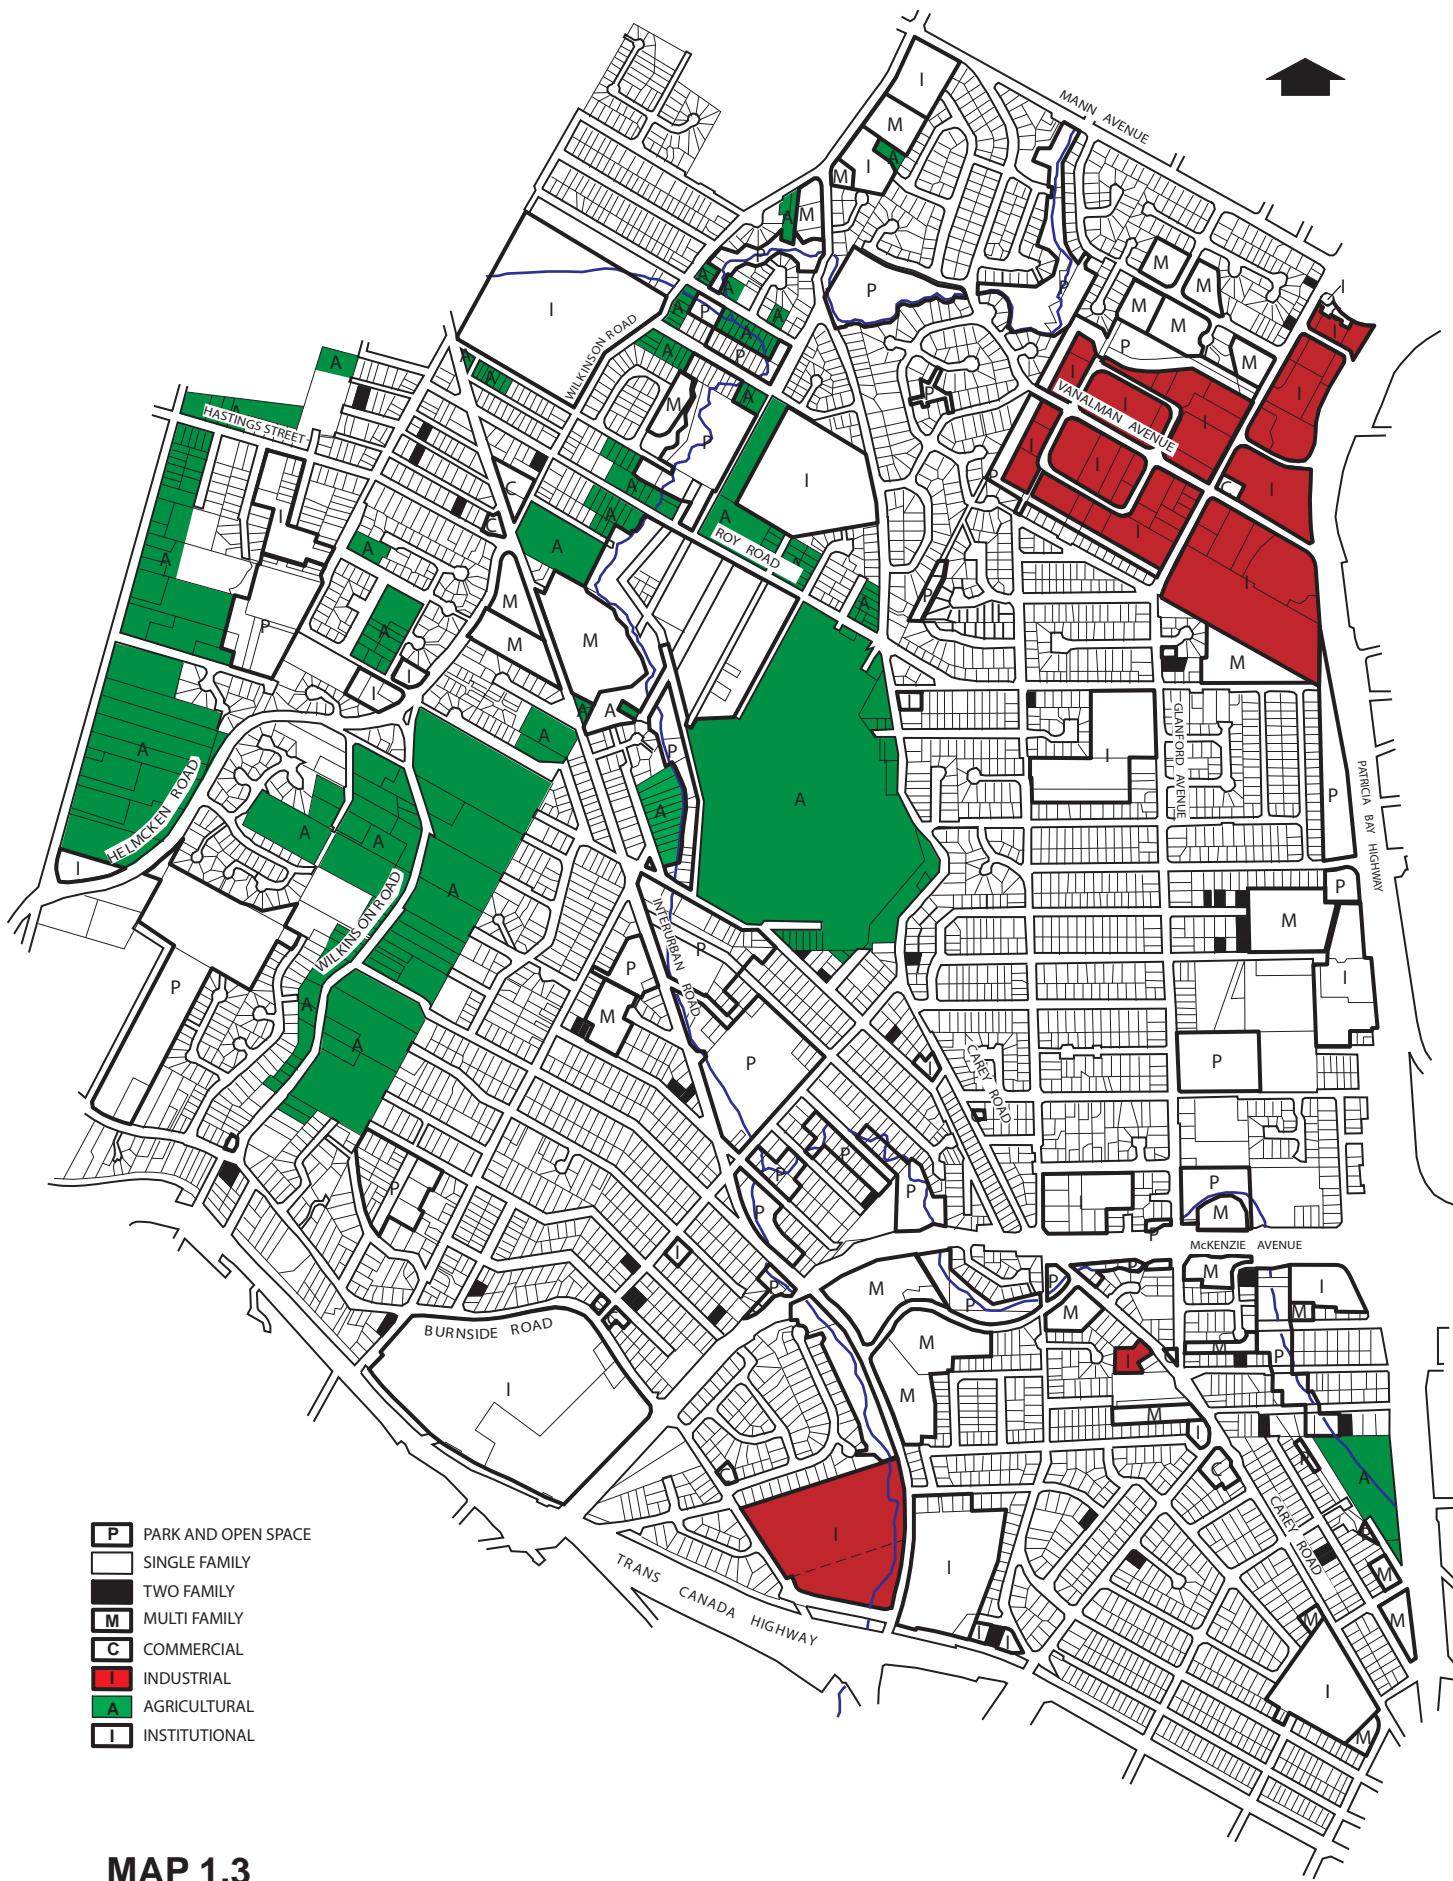 MANN AVENUE
I
M
A
M
I
A
M
P
P
P
M
M
M
M
P
M
I
I
I
WILKINSON ROAD
A
A
A
P
A
A
P
A
A
A
A
M
P
P
VANALMAN AVENUE
I
I
I
I
I
I
I
I
I
C
P
HASTINGS STREET
A
C
C
I
A
A
A
A
A
I
A
ROY ROAD
A
P
A
A
M
M
M
P
I
I
A
A
A
M
I
GLANFORD AVENUE
PATRICIA BAY HIGHWAY
P
A
HELMCKEN ROAD
I
A
A
A
WILKINSON ROAD
A
A
P
A
A
P
INTERURBAN ROAD
P
P
M
P
M
P
I
P
CAREY ROAD
I
P
P
P
P
P
I
P
M
P
McKENZIE AVENUE
BURNSIDE ROAD
I
I
C
C
P
M
P
P
P
M
M
M
M
I
M
M
P
I
C
M
I
C
P
A
P
C
I
I
I
I
CAREY ROAD
M
M
M
I
M
TRANS CANADA HIGHWAY
P PARK AND OPEN SPACE
SINGLE FAMILY
TWO FAMILY
M MULTI FAMILY
C COMMERCIAL
I INDUSTRIAL
A AGRICULTURAL
I INSTITUTIONAL
MAP 1.3